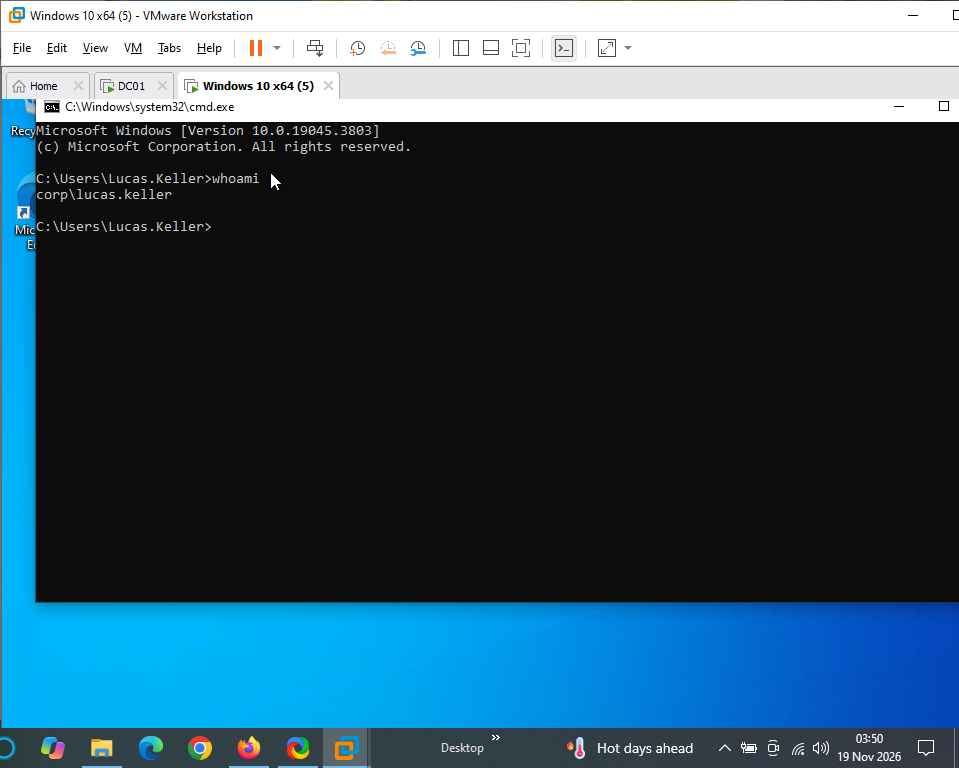 Windows 10 x64 (5) - VMware Workstation
File Edit View VM Tabs Help
Home DC01 Windows 10 x64 (5)
C:\Windows\system32\cmd.exe
Recy
Microsoft Windows [Version 10.0.19045.3803]
(c) Microsoft Corporation. All rights reserved.
C:\Users\Lucas.Keller>whoami
corp\lucas.keller
Mic
C:\Users\Lucas.Keller>
E
Desktop
Hot days ahead
03:50
19 Nov 2026